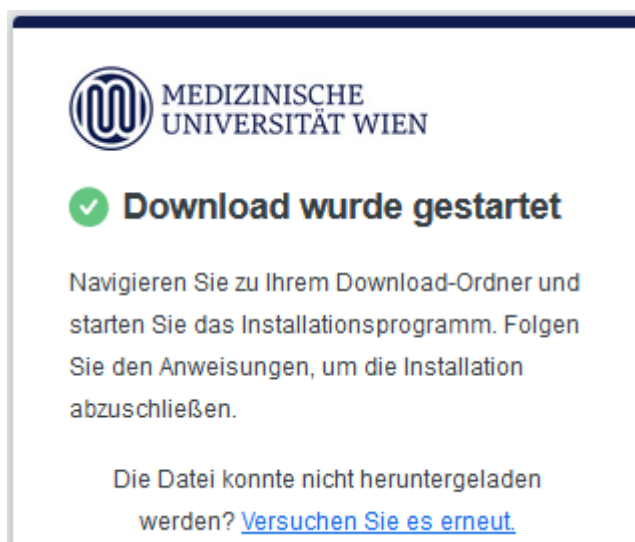 MEDIZINISCHE
UNIVERSITÄT WIEN
Download wurde gestartet
Navigieren Sie zu Ihrem Download-Ordner und
starten Sie das Installationsprogramm. Folgen
Sie den Anweisungen, um die Installation
abzuschließen.
Die Datei konnte nicht heruntergeladen
werden? Versuchen Sie es erneut.